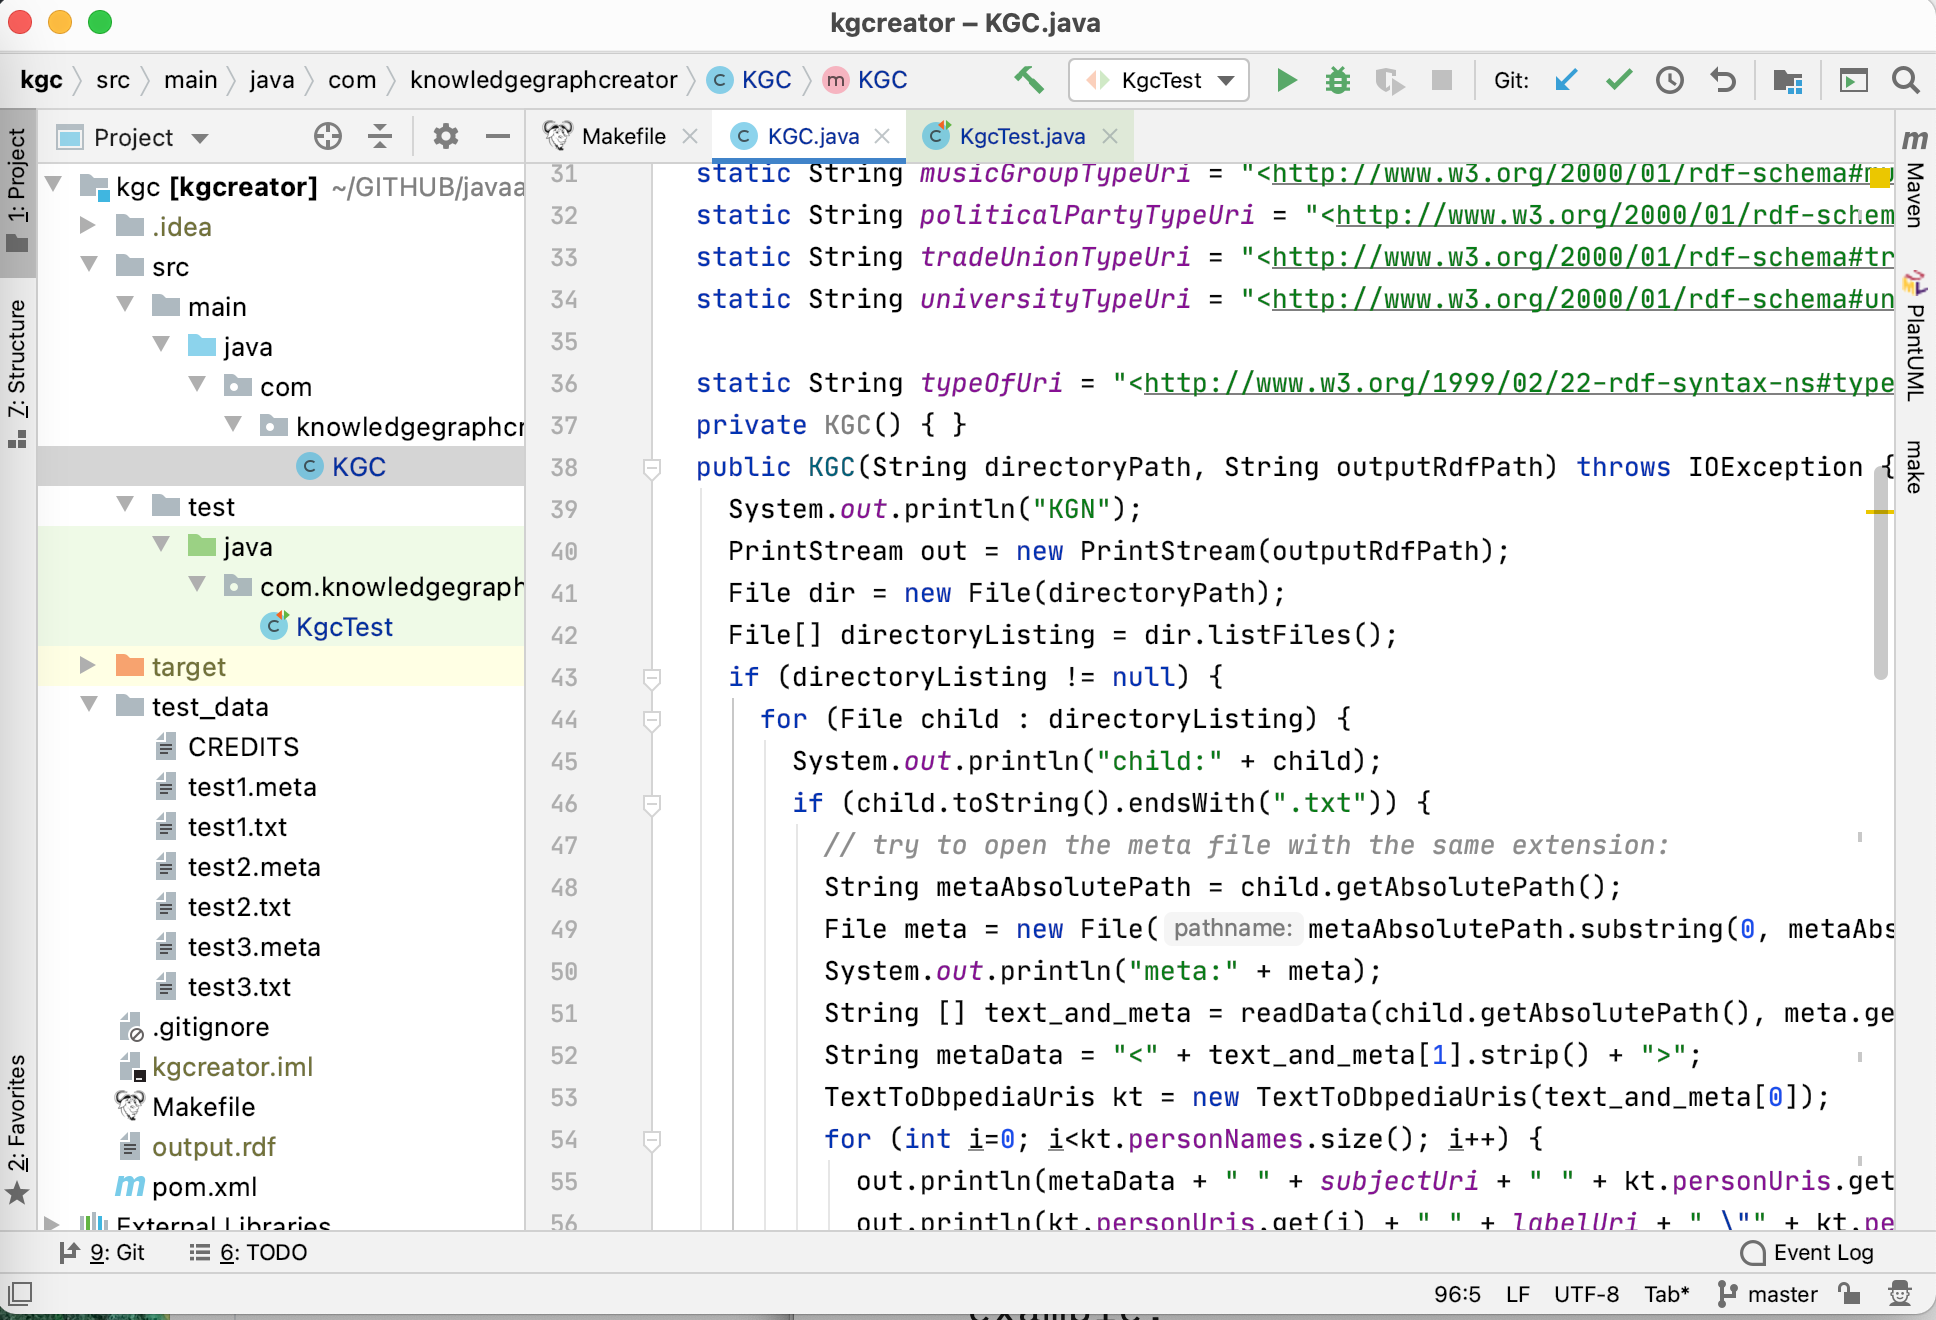 kgcreator – KGC.java
kgc src main java com knowledgegraphcreator C KGC m KGC KgcTest Git:
Project
Makefile C KGC.java C KgcTest.java
1: Project
7: Structure
2: Favorites
kgc [kgcreator] ~/GITHUB/javaa
.idea
src
main
java
com
knowledgegraphcr
C KGC
test
java
com.knowledgegraph
C KgcTest
target
test_data
CREDITS
test1.meta
test1.txt
test2.meta
test2.txt
test3.meta
test3.txt
.gitignore
kgcreator.iml
Makefile
output.rdf
m pom.xml
External Libraries
31 static String musicGroupTypeUri = "<http://www.w3.org/2000/01/rdf-schema#mu
32 static String politicalPartyTypeUri = "<http://www.w3.org/2000/01/rdf-schem
33 static String tradeUnionTypeUri = "<http://www.w3.org/2000/01/rdf-schema#tr
34 static String universityTypeUri = "<http://www.w3.org/2000/01/rdf-schema#un
35
36 static String typeOfUri = "<http://www.w3.org/1999/02/22-rdf-syntax-ns#type
37 private KGC() { }
38 public KGC(String directoryPath, String outputRdfPath) throws IOException {
39 System.out.println("KGN");
40 PrintStream out = new PrintStream(outputRdfPath);
41 File dir = new File(directoryPath);
42 File[] directoryListing = dir.listFiles();
43 if (directoryListing != null) {
44 for (File child : directoryListing) {
45 System.out.println("child:" + child);
46 if (child.toString().endsWith(".txt")) {
47 // try to open the meta file with the same extension:
48 String metaAbsolutePath = child.getAbsolutePath();
49 File meta = new File( pathname: metaAbsolutePath.substring(0, metaAbs
50 System.out.println("meta:" + meta);
51 String [] text_and_meta = readData(child.getAbsolutePath(), meta.ge
52 String metaData = "<" + text_and_meta[1].strip() + ">";
53 TextToDbpediaUris kt = new TextToDbpediaUris(text_and_meta[0]);
54 for (int i=0; i<kt.personNames.size(); i++) {
55 out.println(metaData + " " + subjectUri + " " + kt.personUris.get
56 out.println(kt.personUris.get(i) + " " + labelUri + " \"" + kt.pe
m Maven
PlantUML
make
9: Git 6: TODO Event Log
96:5 LF UTF-8 Tab* master
example.